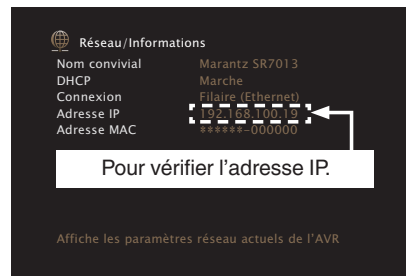 Réseau/Informations
Nom convivial Marantz SR7013
DHCP Marche
Connexion Filaire (Ethernet)
Adresse IP 192.168.100.19
Adresse MAC ******-000000
Pour vérifier l’adresse IP.
Affiche les paramètres réseau actuels de l’AVR